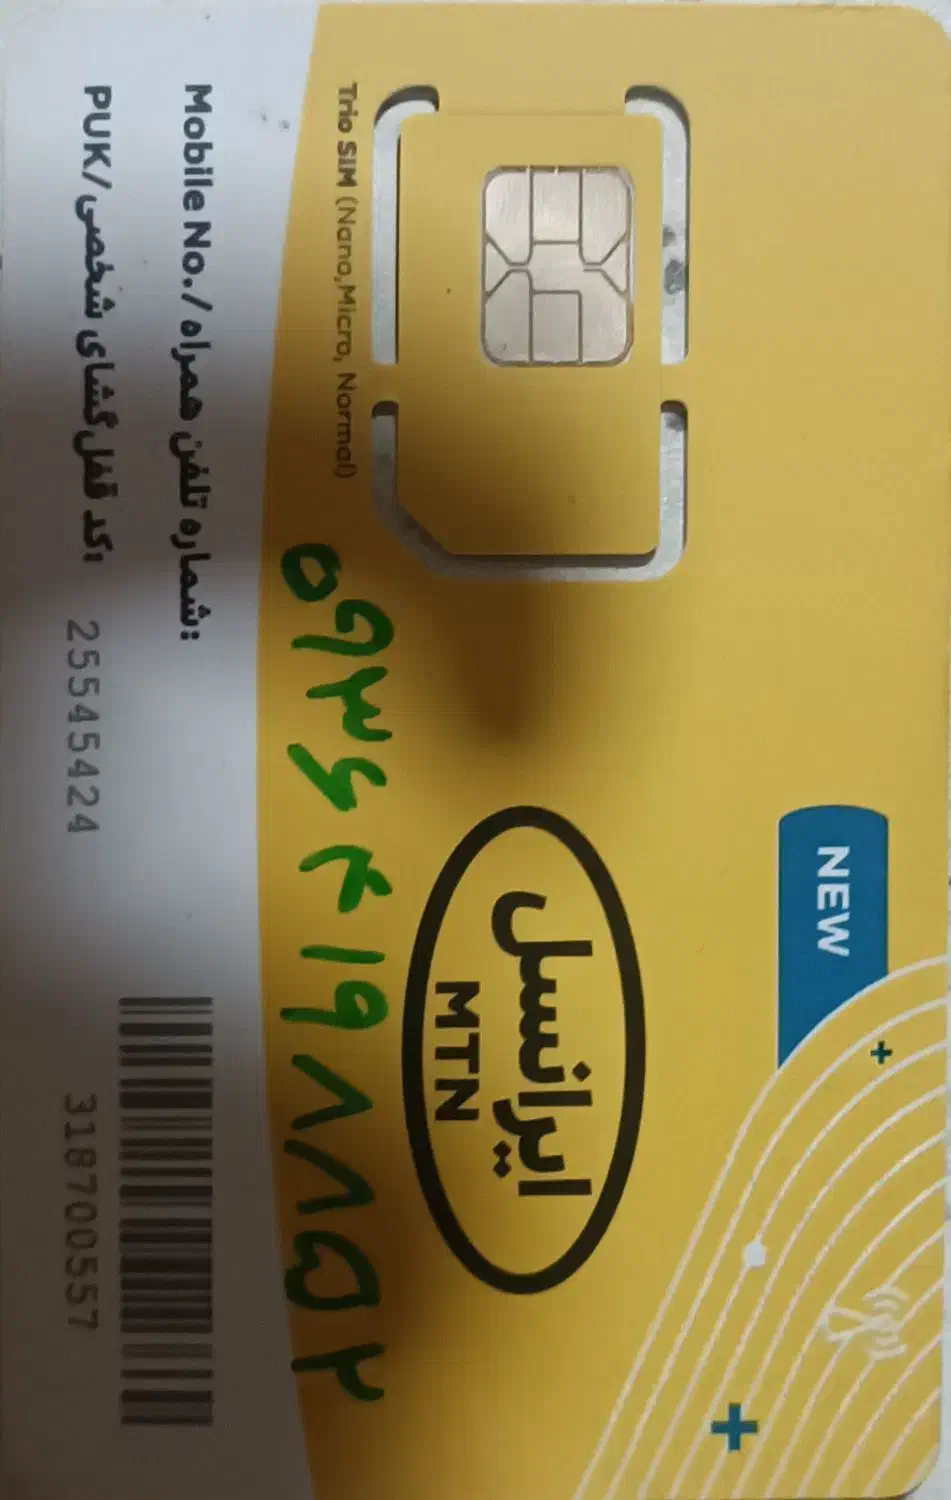 NEW
ایرانسل
MTN
Trio SIM (Nano,Micro, Normal)
۰۹۳۶۴۱۹۸۸۵۲
Mobile No./شماره تلفن همراه:
PUK/کد قفل‌گشای شخصی: 25545424
318700557